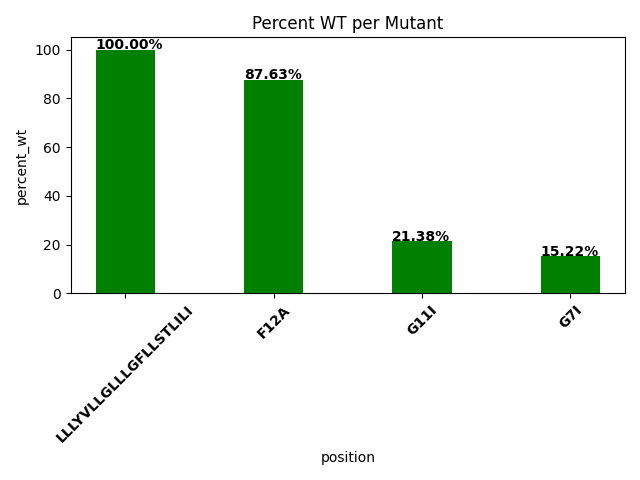 Percent WT per Mutant
percent_wt
100
80
60
40
20
0
100.00%
87.63%
21.38%
15.22%
LLLYVLLGLLLGFLLSTLILI
F12A
G11I
G7I
position